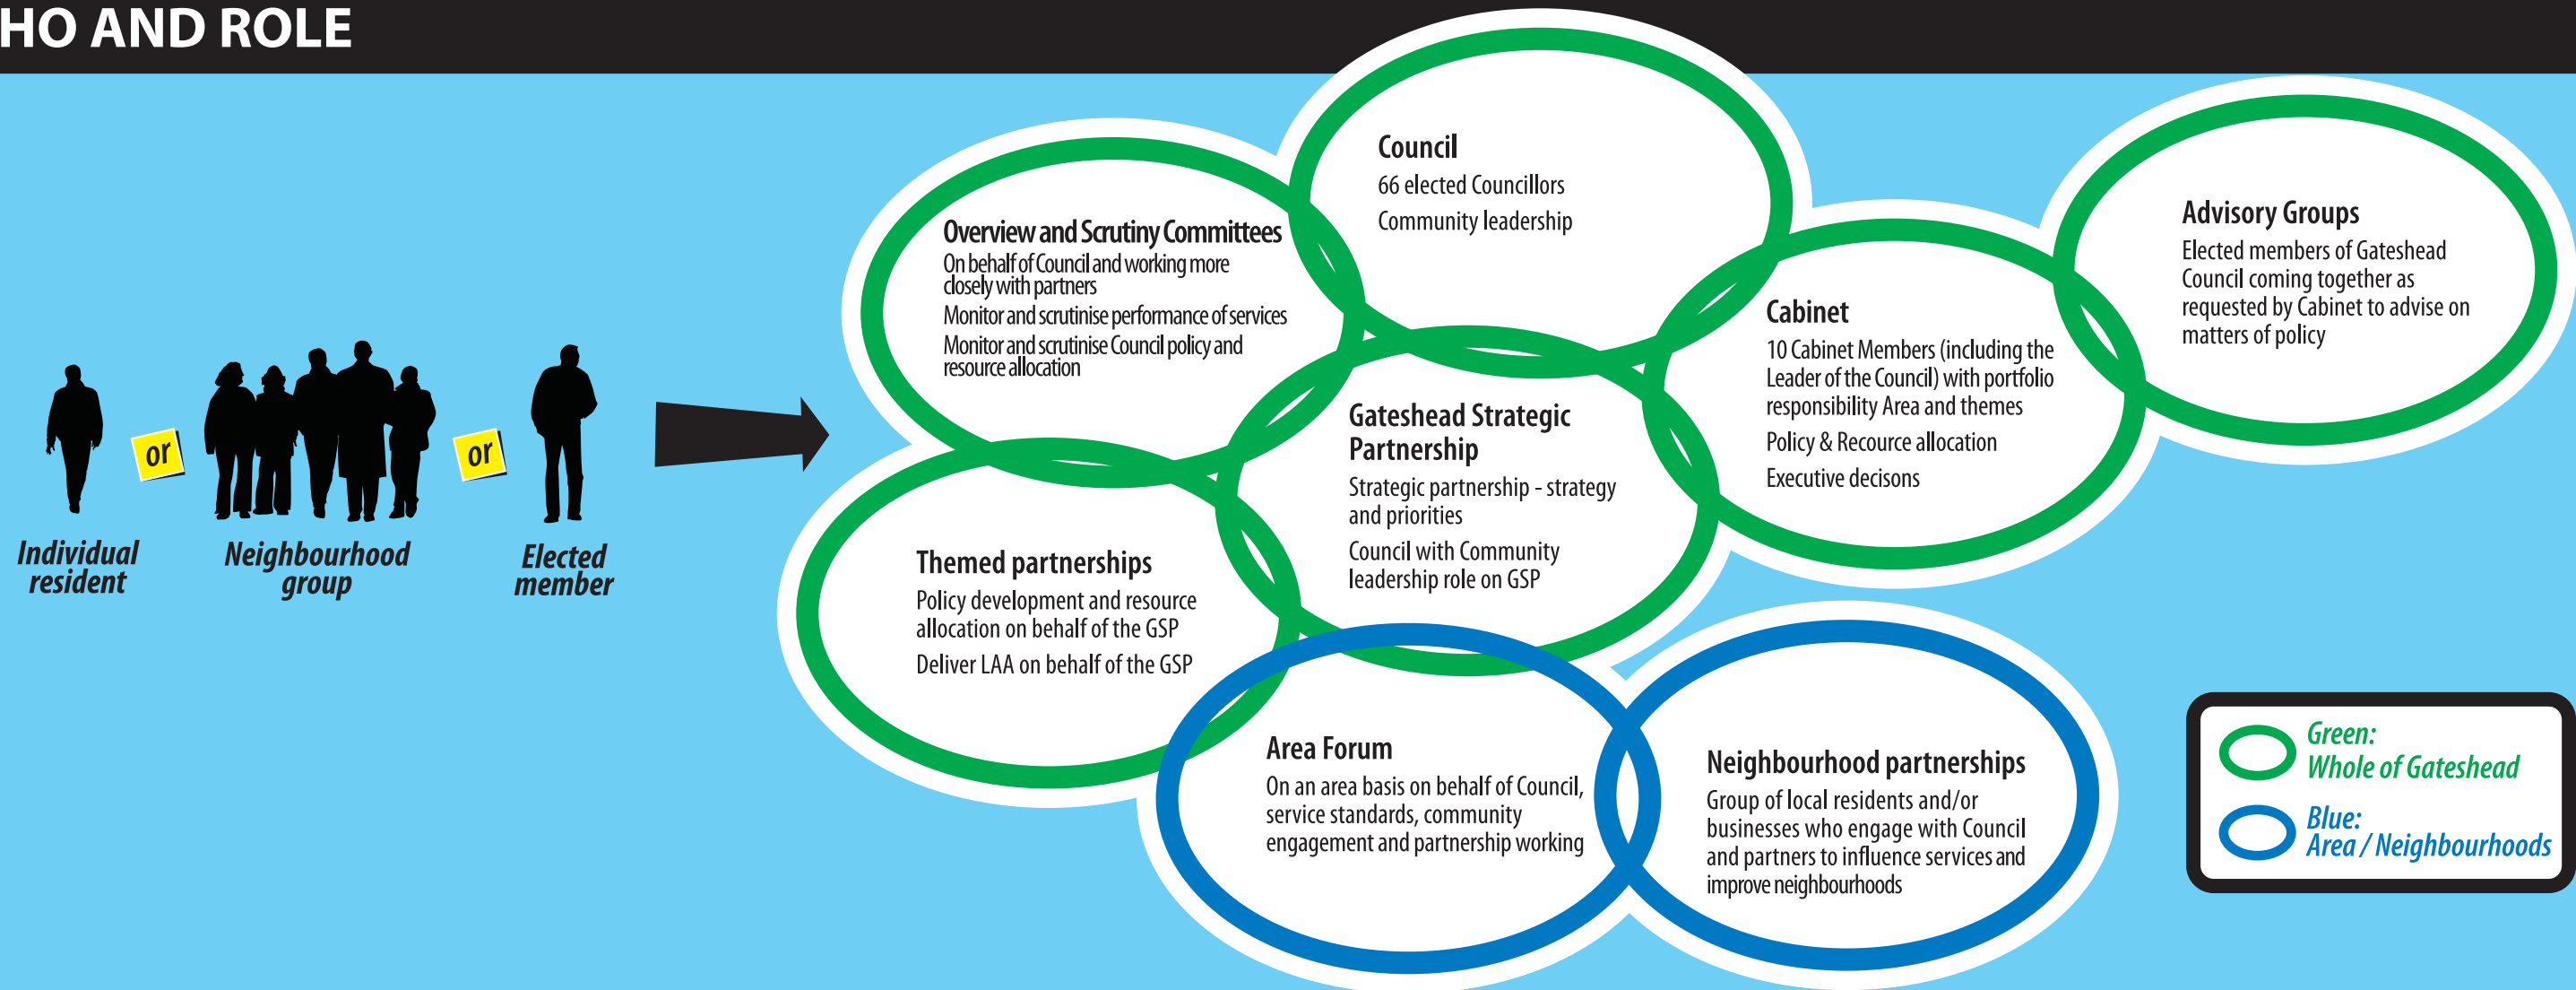 HO AND ROLE
Individual
resident
or
Neighbourhood
group
or
Elected
member
Overview and Scrutiny Committees
On behalf of Council and working more
closely with partners
Monitor and scrutinise performance of services
Monitor and scrutinise Council policy and
resource allocation
Council
66 elected Councillors
Community leadership
Advisory Groups
Elected members of Gateshead
Council coming together as
requested by Cabinet to advise on
matters of policy
Cabinet
10 Cabinet Members (including the
Leader of the Council) with portfolio
responsibility Area and themes
Policy & Recource allocation
Executive decisons
Gateshead Strategic
Partnership
Strategic partnership - strategy
and priorities
Council with Community
leadership role on GSP
Themed partnerships
Policy development and resource
allocation on behalf of the GSP
Deliver LAA on behalf of the GSP
Area Forum
On an area basis on behalf of Council,
service standards, community
engagement and partnership working
Neighbourhood partnerships
Group of local residents and/or
businesses who engage with Council
and partners to influence services and
improve neighbourhoods
Green:
Whole of Gateshead
Blue:
Area / Neighbourhoods